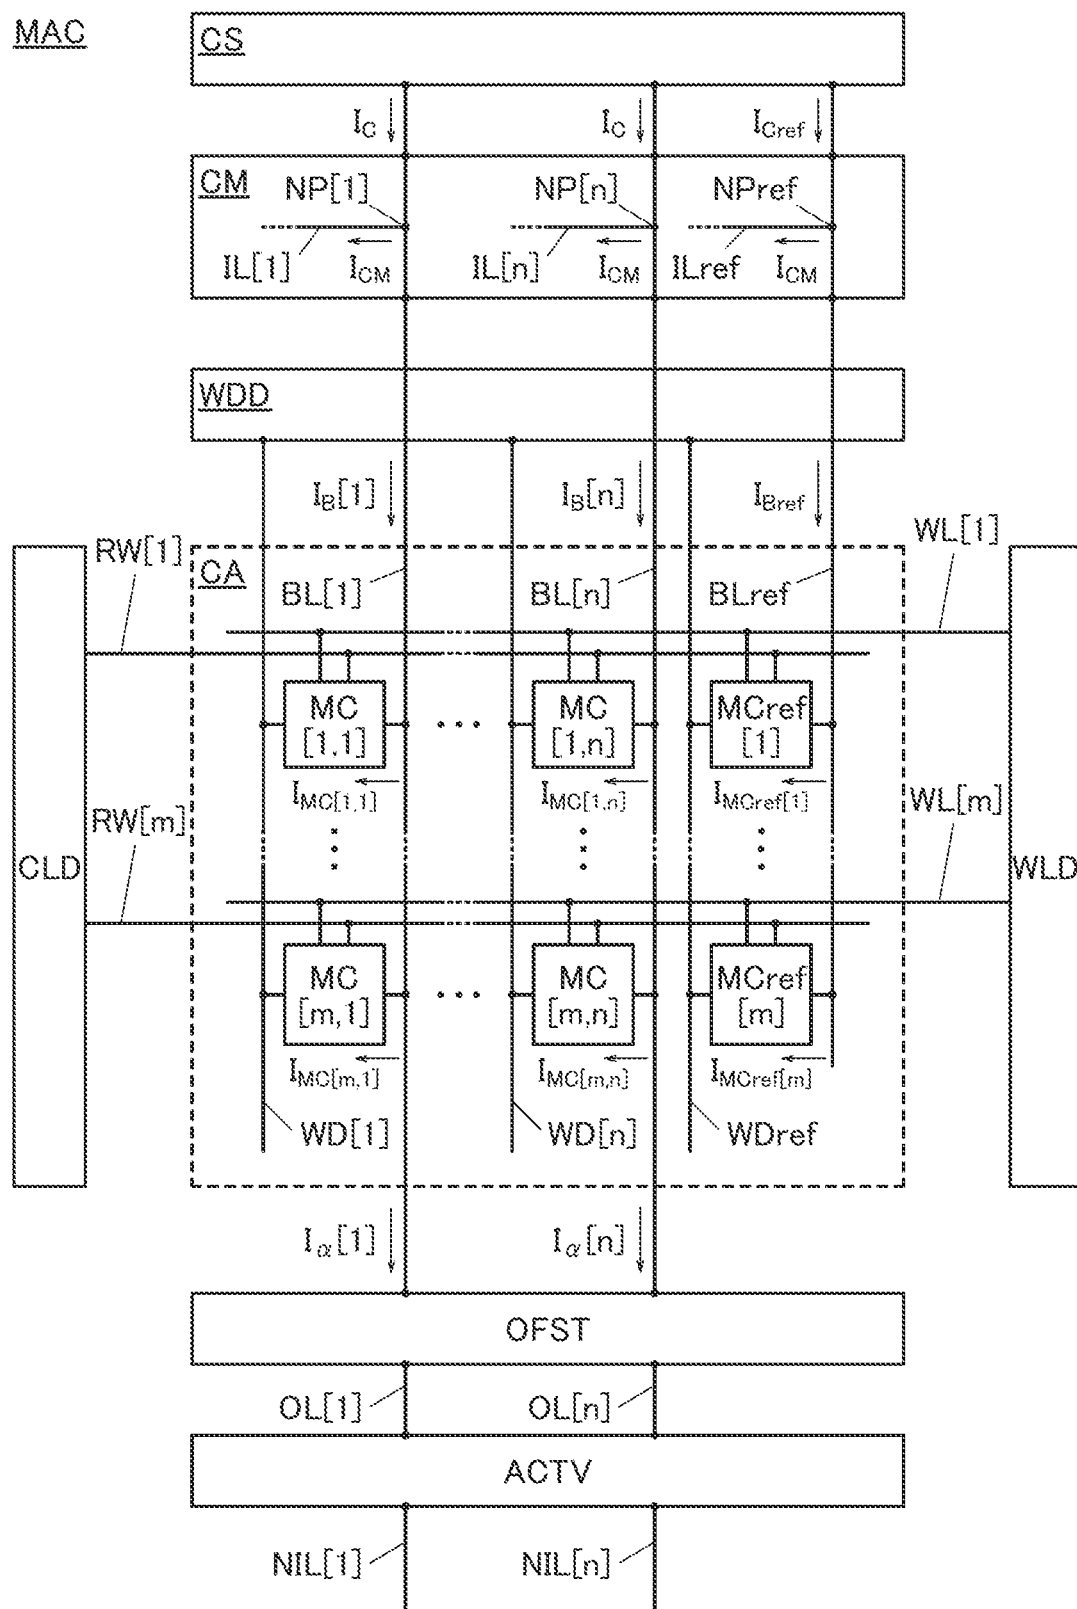 MAC
CS
I_C I_C I_Cref
CM NP[1] NP[n] NPref
IL[1] I_CM IL[n] I_CM ILref I_CM
WDD
I_B[1] I_B[n] I_Bref
RW[1] WL[1]
CA BL[1] BL[n] BLref
MC MC MCref
[1,1] ••• [1,n] [1]
I_MC[1,1] I_MC[1,n] I_MCref[1]
RW[m] WL[m]
CLD WLD
MC MC MCref
[m,1] ••• [m,n] [m]
I_MC[m,1] I_MC[m,n] I_MCref[m]
WD[1] WD[n] WDref
I_α[1] I_α[n]
OFST
OL[1] OL[n]
ACTV
NIL[1] NIL[n]